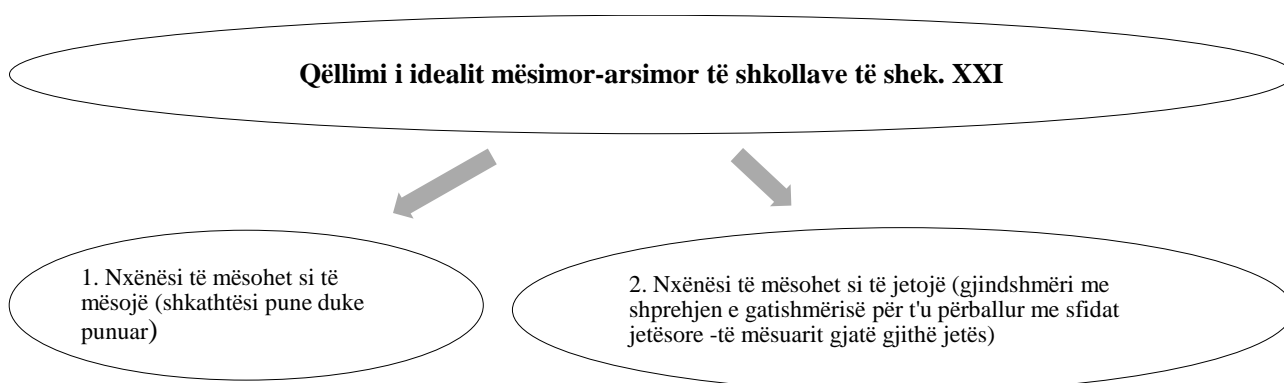 Qëllimi i idealit mësimor-arsimor të shkollave të shek. XXI
1. Nxënësi të mësohet si të
mësojë (shkathtësi pune duke
punuar)
2. Nxënësi të mësohet si të jetojë (gjindshmëri me
shprehjen e gatishmërisë për t'u përballur me sfidat
jetësore -të mësuarit gjatë gjithë jetës)